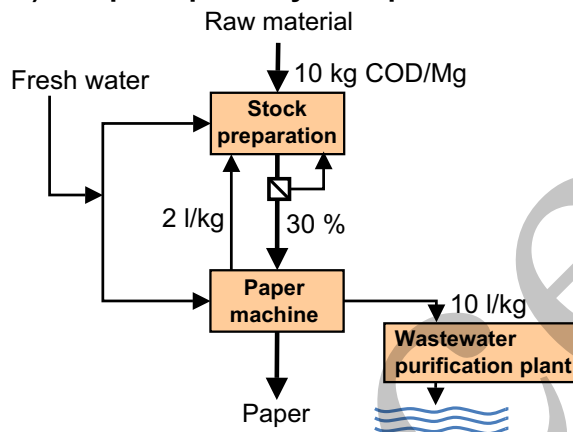 Raw material
10 kg COD/Mg
Fresh water
Stock
preparation
2 l/kg
30 %
Paper
machine
10 l/kg
Wastewater
purification plant
Paper